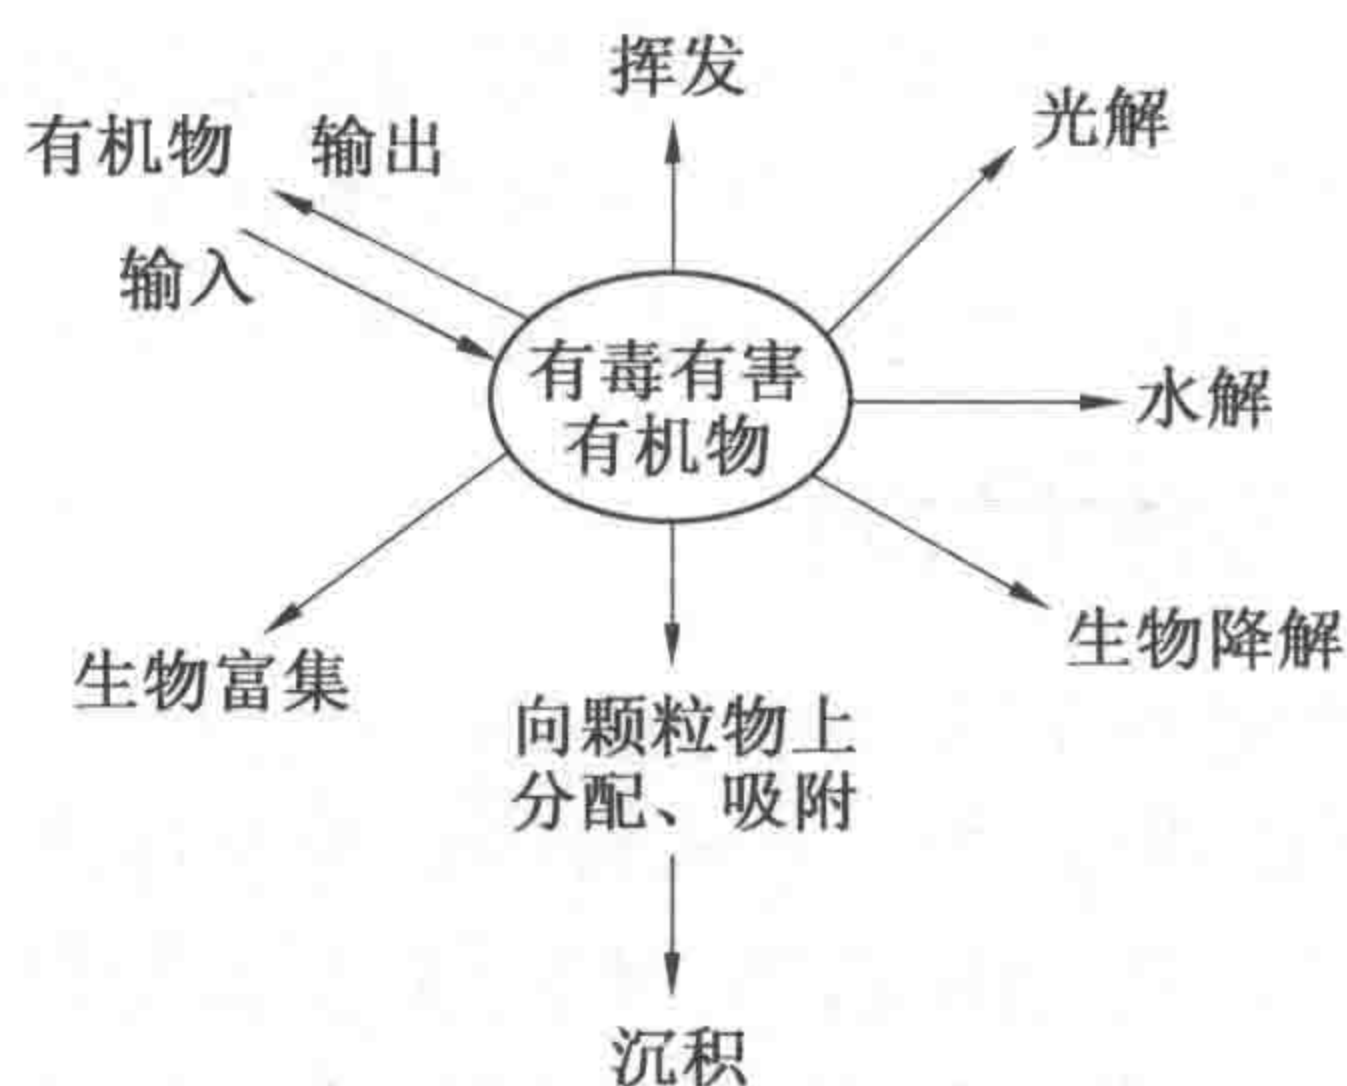 挥发
光解
有机物 输出
输入
有毒有害
有机物
水解
生物降解
生物富集
向颗粒物上
分配、吸附
沉积